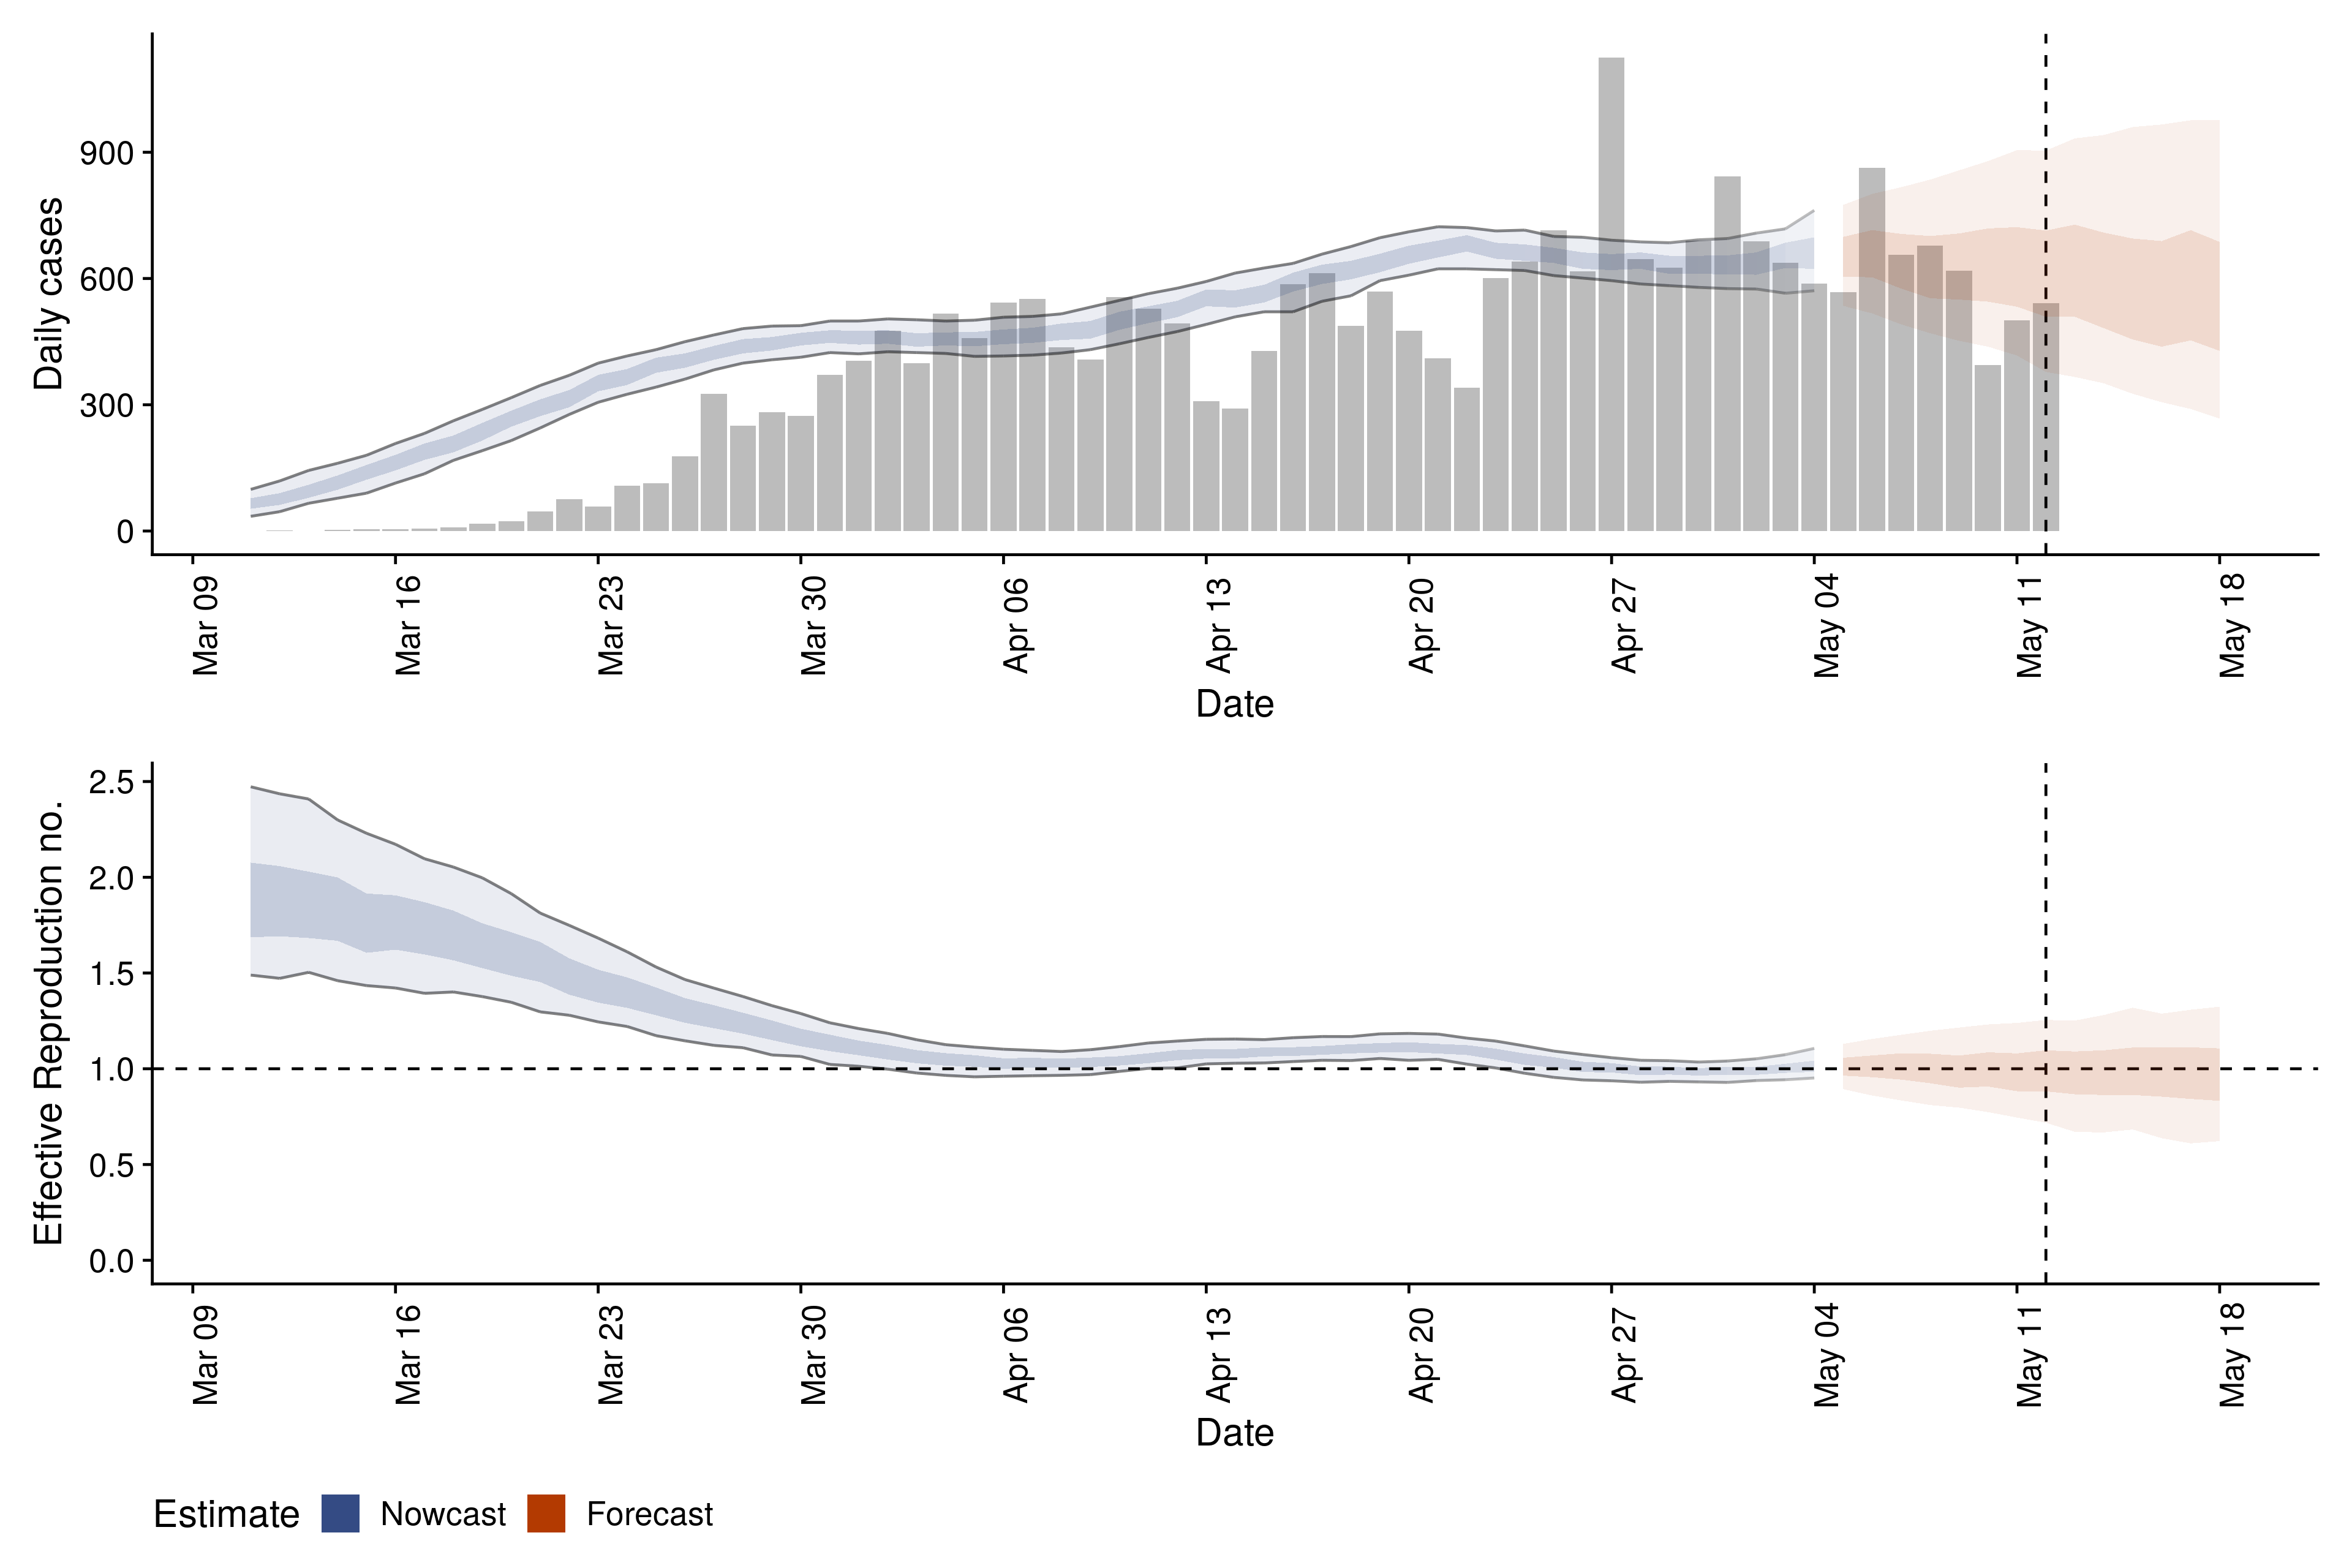 Daily cases
900
600
300
0
Mar 09
Mar 16
Mar 23
Mar 30
Apr 06
Apr 13
Apr 20
Apr 27
May 04
May 11
May 18
Date
Effective Reproduction no.
2.5
2.0
1.5
1.0
0.5
0.0
Mar 09
Mar 16
Mar 23
Mar 30
Apr 06
Apr 13
Apr 20
Apr 27
May 04
May 11
May 18
Date
Estimate Nowcast Forecast